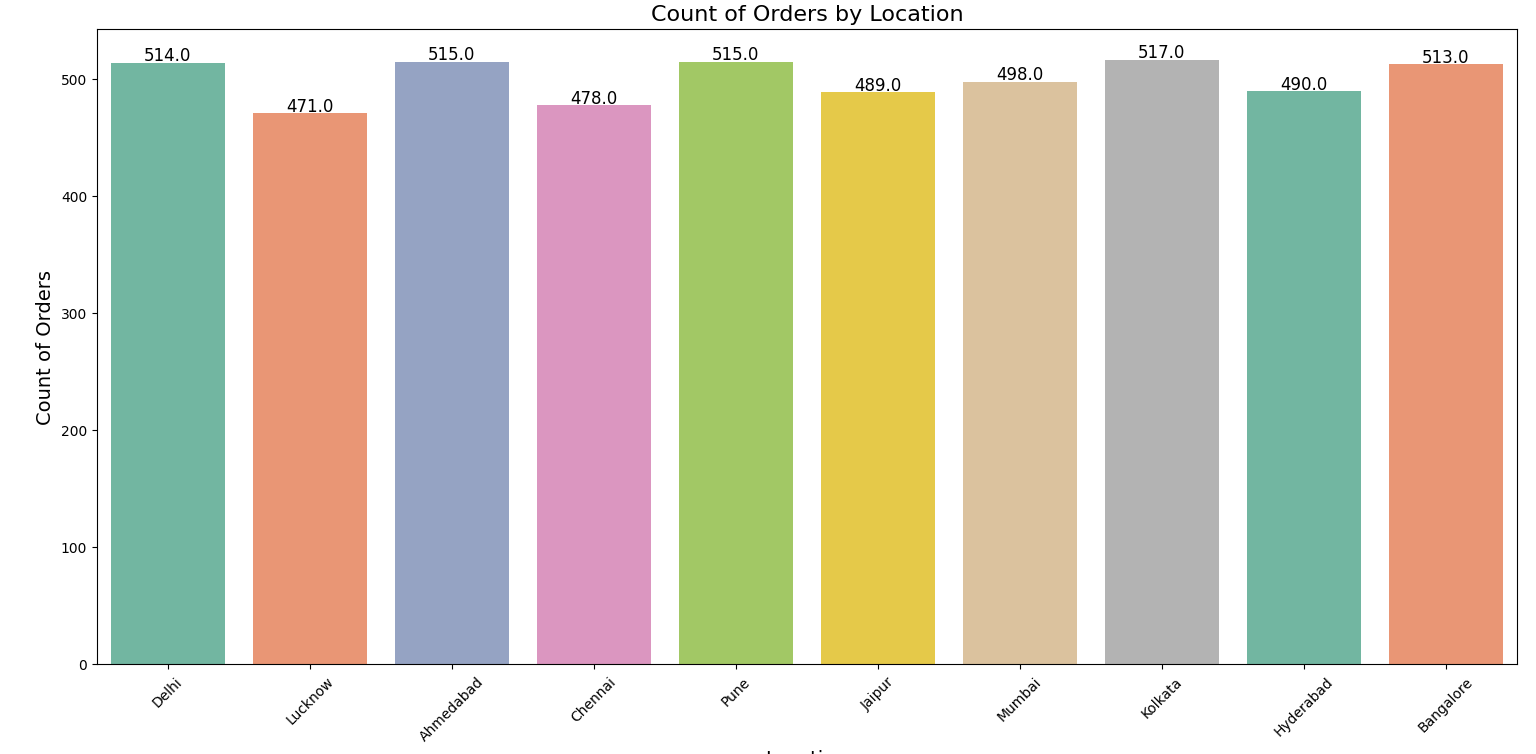 Count of Orders by Location
514.0
471.0
515.0
478.0
515.0
489.0
498.0
517.0
490.0
513.0
500
400
300
200
100
0
Count of Orders
Delhi
Lucknow
Ahmedabad
Chennai
Pune
Jaipur
Mumbai
Kolkata
Hyderabad
Bangalore